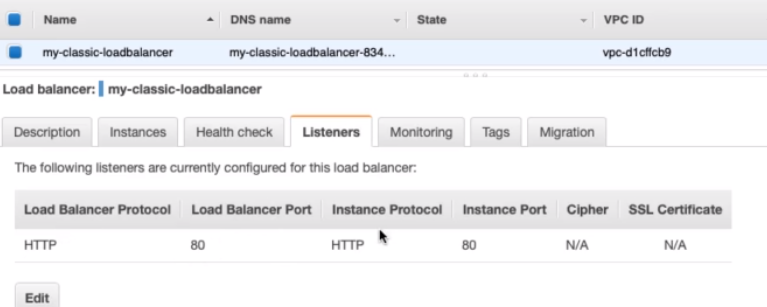 Name DNS name State VPC ID
my-classic-loadbalancer my-classic-loadbalancer-834... vpc-d1cffcb9
Load balancer: my-classic-loadbalancer
Description Instances Health check Listeners Monitoring Tags Migration
The following listeners are currently configured for this load balancer:
Load Balancer Protocol Load Balancer Port Instance Protocol Instance Port Cipher SSL Certificate
HTTP 80 HTTP 80 N/A N/A
Edit